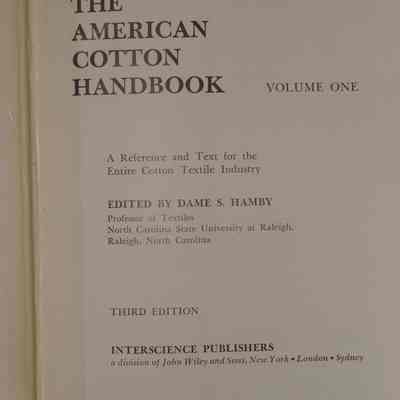 THE
AMERICAN
COTTON
HANDBOOK VOLUME ONE
A Reference and Text for the
Entire Cotton Textile Industry
EDITED BY DAME S. HAMBY
Professor of Textiles
North Carolina State University at Raleigh,
Raleigh, North Carolina
THIRD EDITION
INTERSCIENCE PUBLISHERS
a division of John Wiley and Sons, New York • London • Sydney